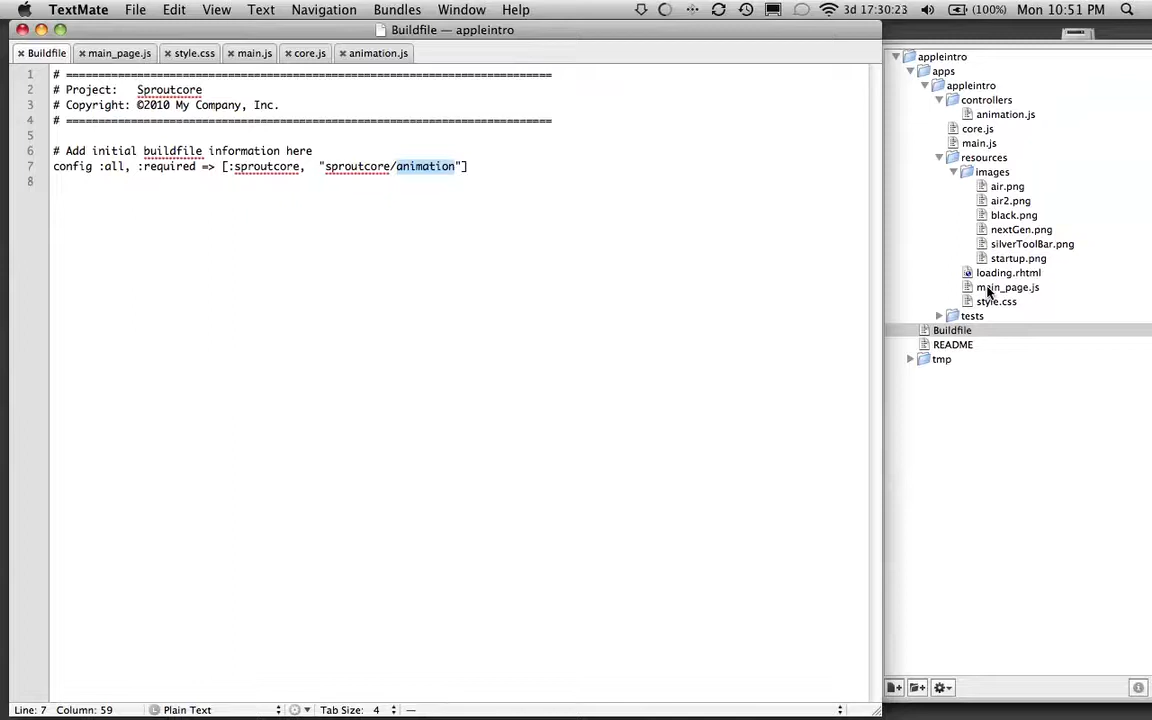 TextMate File Edit View Text Navigation Bundles Window Help 3d 17:30:23 (100%) Mon 10:51 PM
Buildfile — appleintro
Buildfile main_page.js style.css main.js core.js animation.js
1 # ============================================================================
2 # Project:   Sproutcore
3 # Copyright: ©2010 My Company, Inc.
4 # ============================================================================
5
6 # Add initial buildfile information here
7 config :all, :required => [:sproutcore,  "sproutcore/animation"]
8
Line: 7 Column: 59 Plain Text Tab Size: 4 —
appleintro
apps
appleintro
controllers
animation.js
core.js
main.js
resources
images
air.png
air2.png
black.png
nextGen.png
silverToolBar.png
startup.png
loading.rhtml
main_page.js
style.css
tests
Buildfile
README
tmp